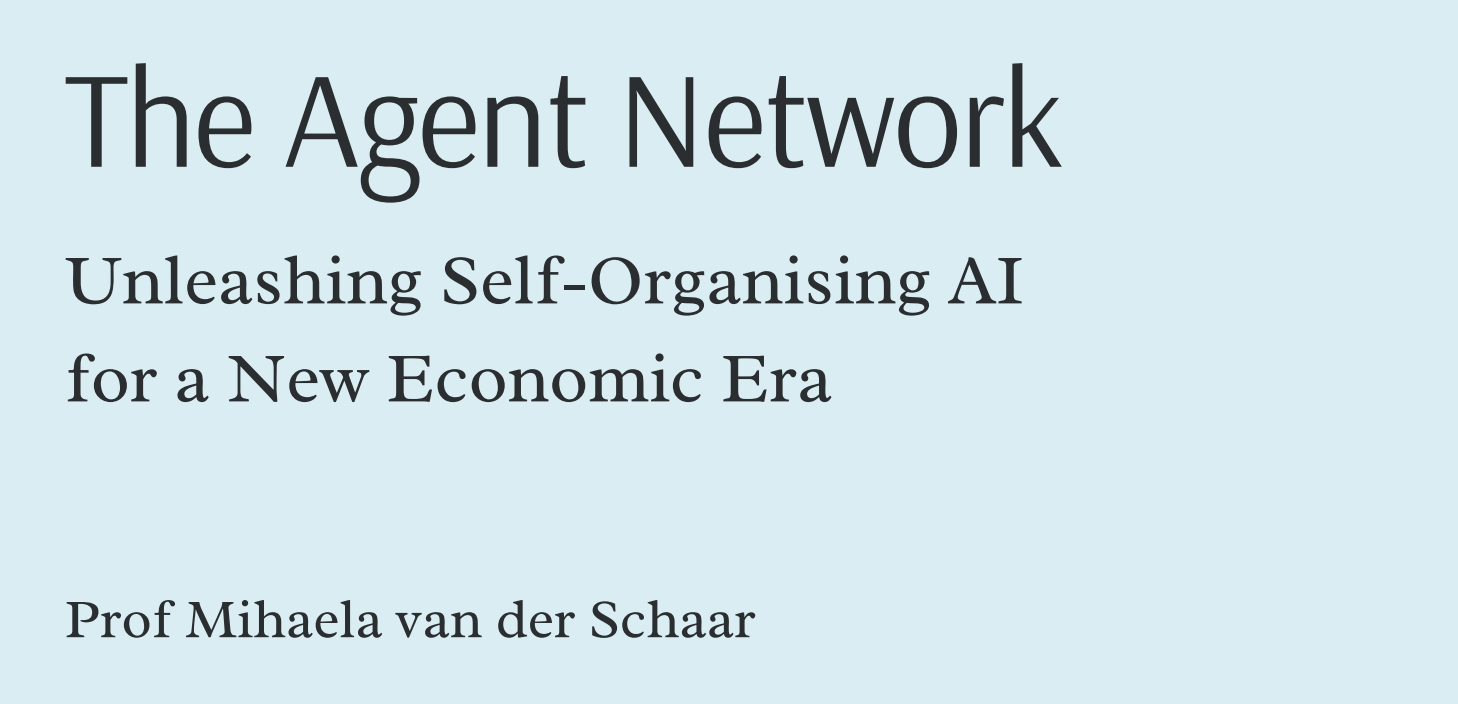 The Agent Network
Unleashing Self-Organising AI
for a New Economic Era
Prof Mihaela van der Schaar